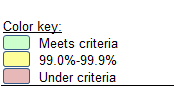 Color key:
Meets criteria
99.0%-99.9%
Under criteria